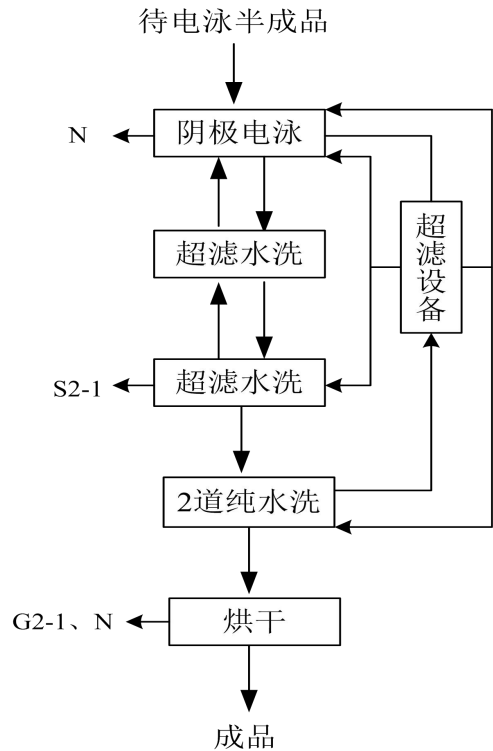 待电泳半成品
N
阴极电泳
超滤设备
超滤水洗
S2-1
超滤水洗
2道纯水洗
G2-1、N
烘干
成品